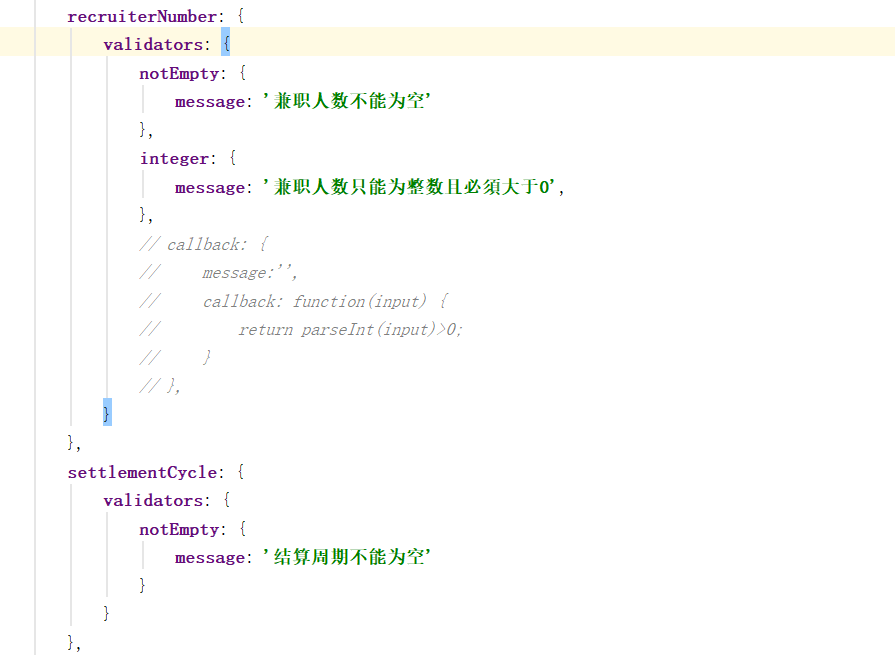 recruiterNumber: {
validators: {
notEmpty: {
message: '兼职人数不能为空'
},
integer: {
message: '兼职人数只能为整数且必須大于0',
},
// callback: {
// message:'',
// callback: function(input) {
// return parseInt(input)>0;
// }
// },
}
},
settlementCycle: {
validators: {
notEmpty: {
message: '结算周期不能为空'
}
}
},